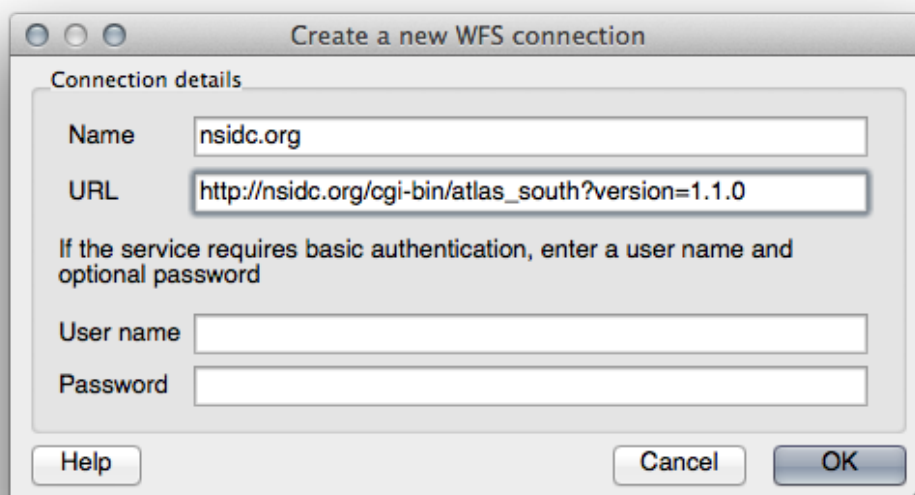 Create a new WFS connection
Connection details
Name
nsidc.org
URL
http://nsidc.org/cgi-bin/atlas_south?version=1.1.0
If the service requires basic authentication, enter a user name and
optional password
User name
Password
Help
Cancel
OK